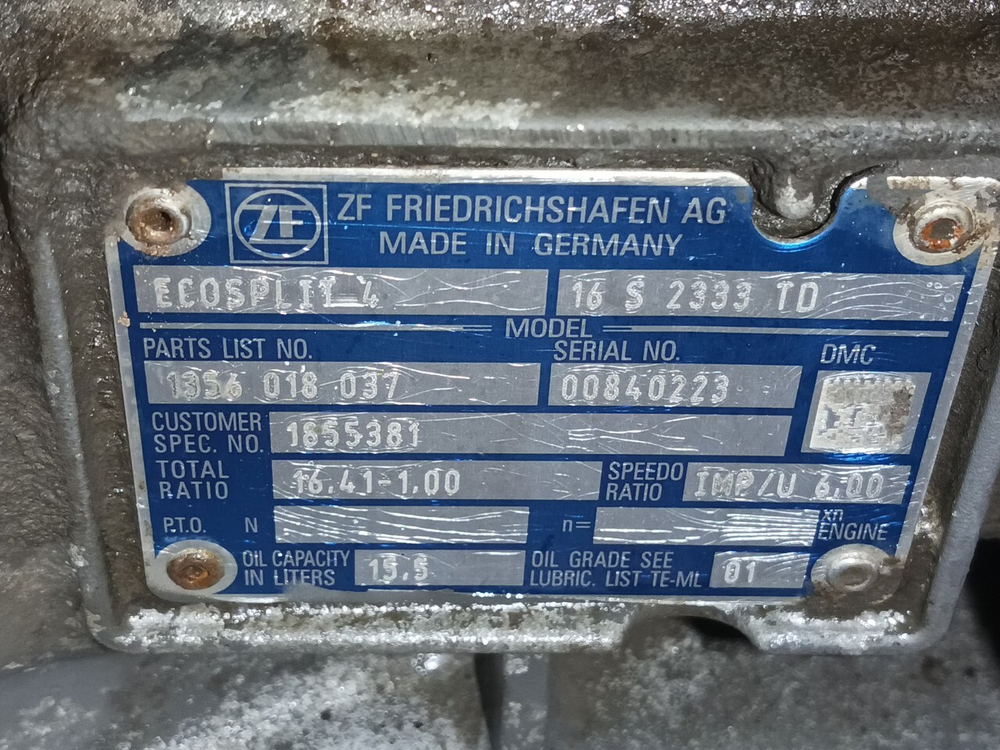 ZF ZF FRIEDRICHSHAFEN AG
MADE IN GERMANY
ECOSPLIT 4 16 S 2333 TD
MODEL
PARTS LIST NO. SERIAL NO. DMC
1356 018 037 00840223
CUSTOMER SPEC. NO. 1855381
TOTAL RATIO 16.41-1.00 SPEEDO RATIO IMP/U 6.00
P.T.O. N n= xn ENGINE
OIL CAPACITY IN LITERS 15.5 OIL GRADE SEE LUBRIC. LIST TE-ML 01